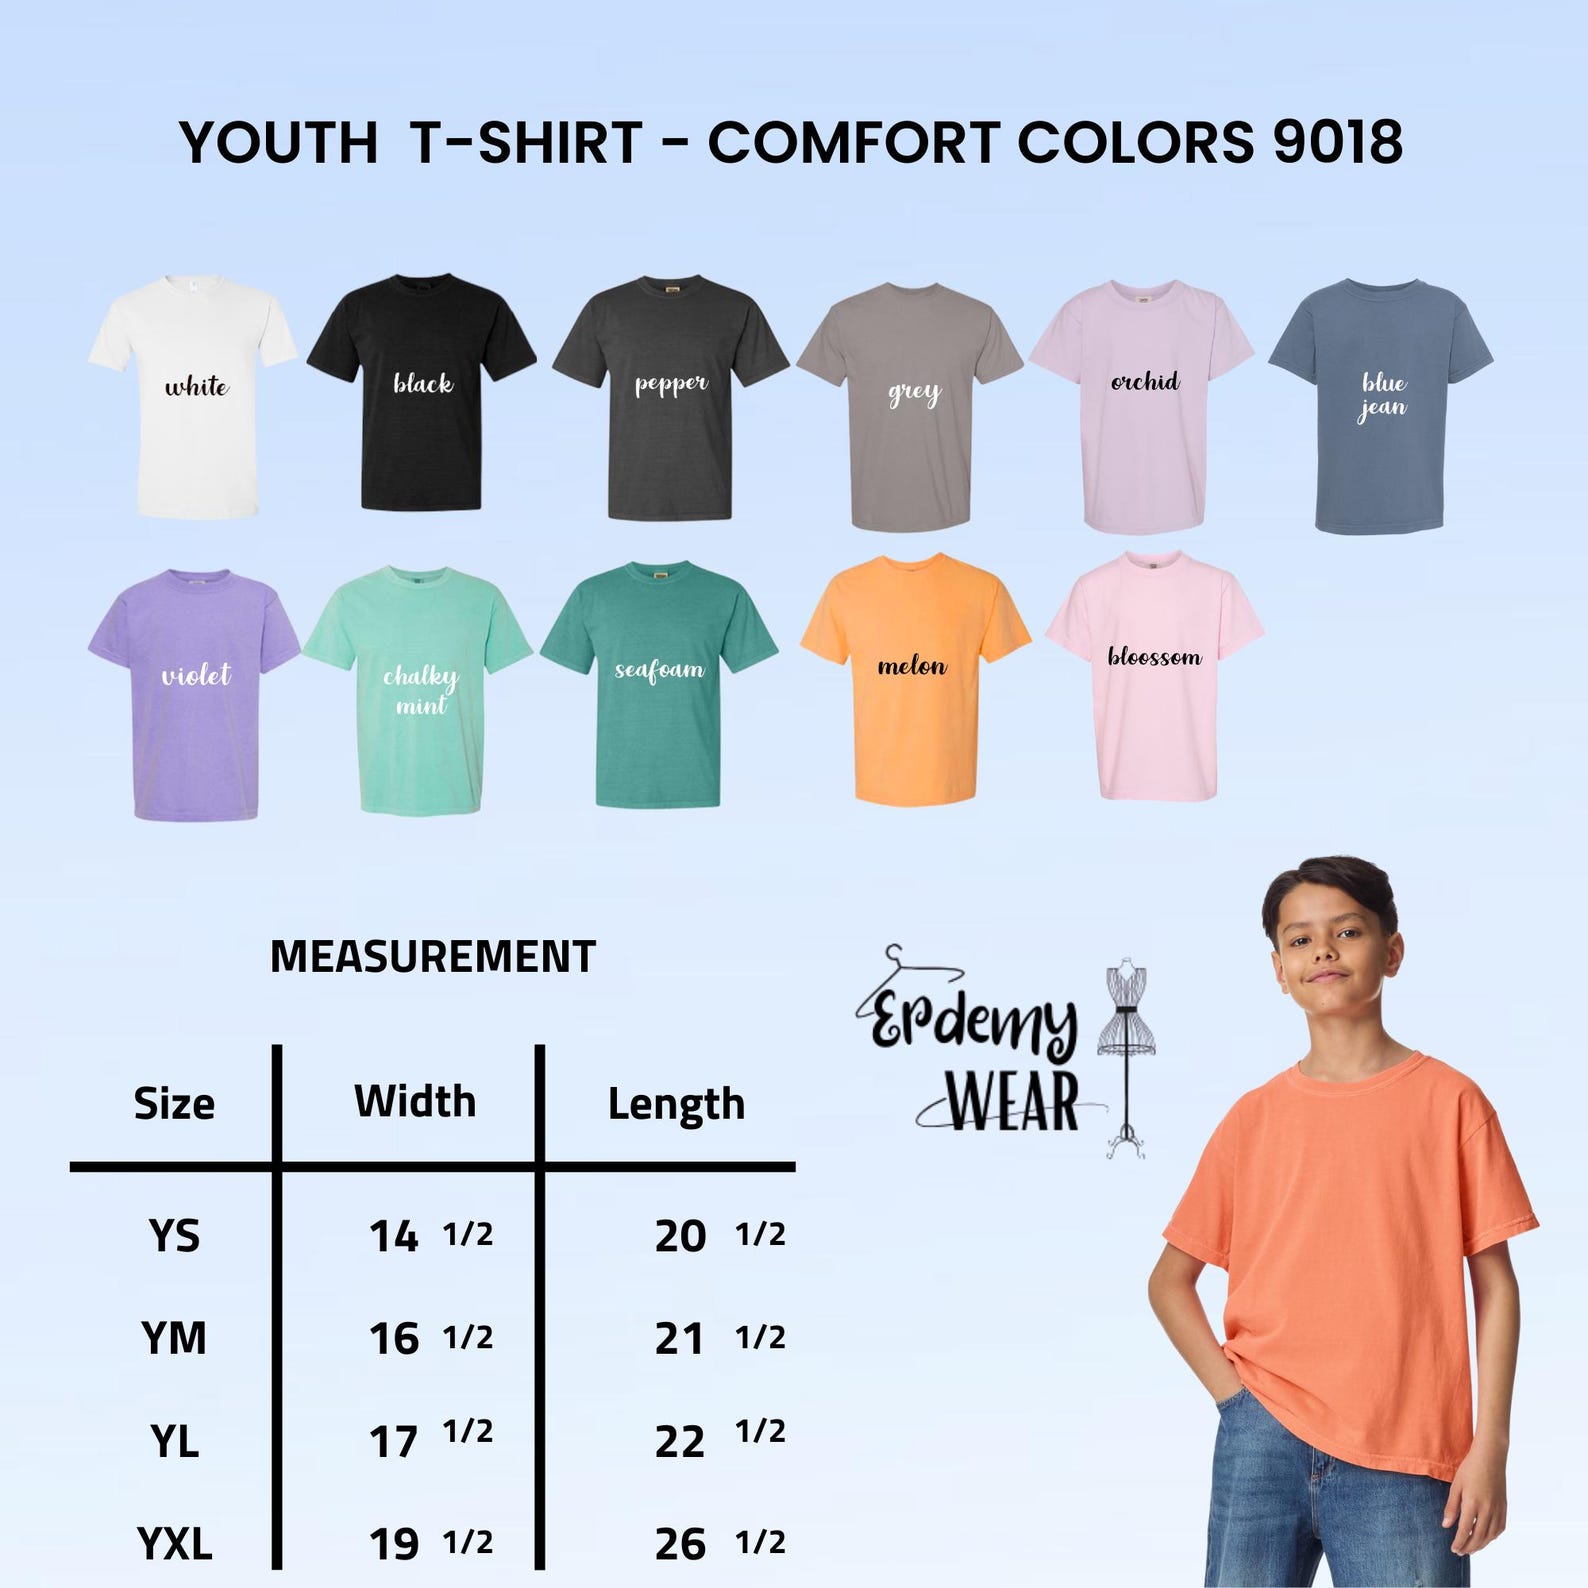 YOUTH T-SHIRT - COMFORT COLORS 9018
white
black
pepper
grey
orchid
blue
jean
violet
chalky
mint
seafoam
melon
bloossom
MEASUREMENT
Size Width Length
YS 14 1/2 20 1/2
YM 16 1/2 21 1/2
YL 17 1/2 22 1/2
YXL 19 1/2 26 1/2
Erdemy
WEAR